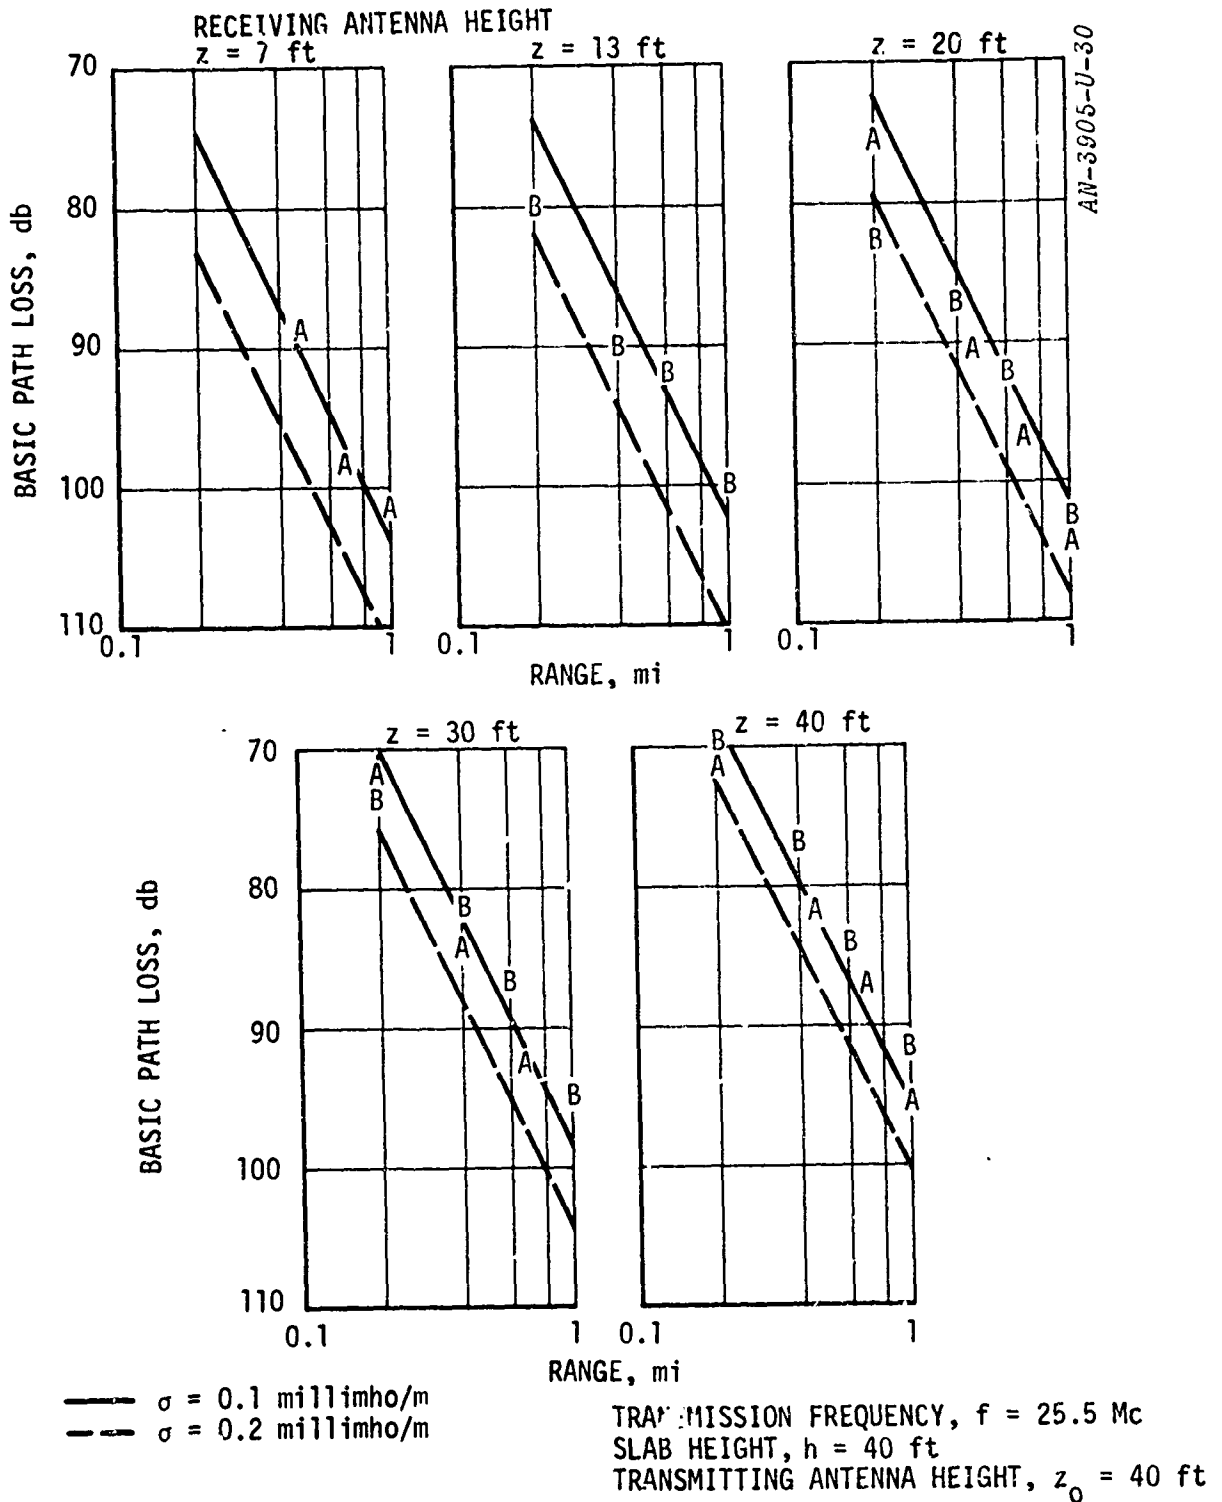 RECEIVING ANTENNA HEIGHT
z = 7 ft
z = 13 ft
z = 20 ft
AN-3905-U-30
BASIC PATH LOSS, db
70
80
90
100
110
A
A
A
B
B
B
B
A
B
B
A
B
A
B
A
0.1
1
0.1
1
0.1
1
RANGE, mi
z = 30 ft
z = 40 ft
BASIC PATH LOSS, db
70
80
90
100
110
A
B
B
A
B
A
B
B
A
B
A
B
A
B
A
0.1
1
0.1
1
RANGE, mi
σ = 0.1 millimho/m
σ = 0.2 millimho/m
FREQUENCY, f = 25.5 Mc
SLAB HEIGHT, h = 40 ft
TRANSMITTING ANTENNA HEIGHT, z₀ = 40 ft